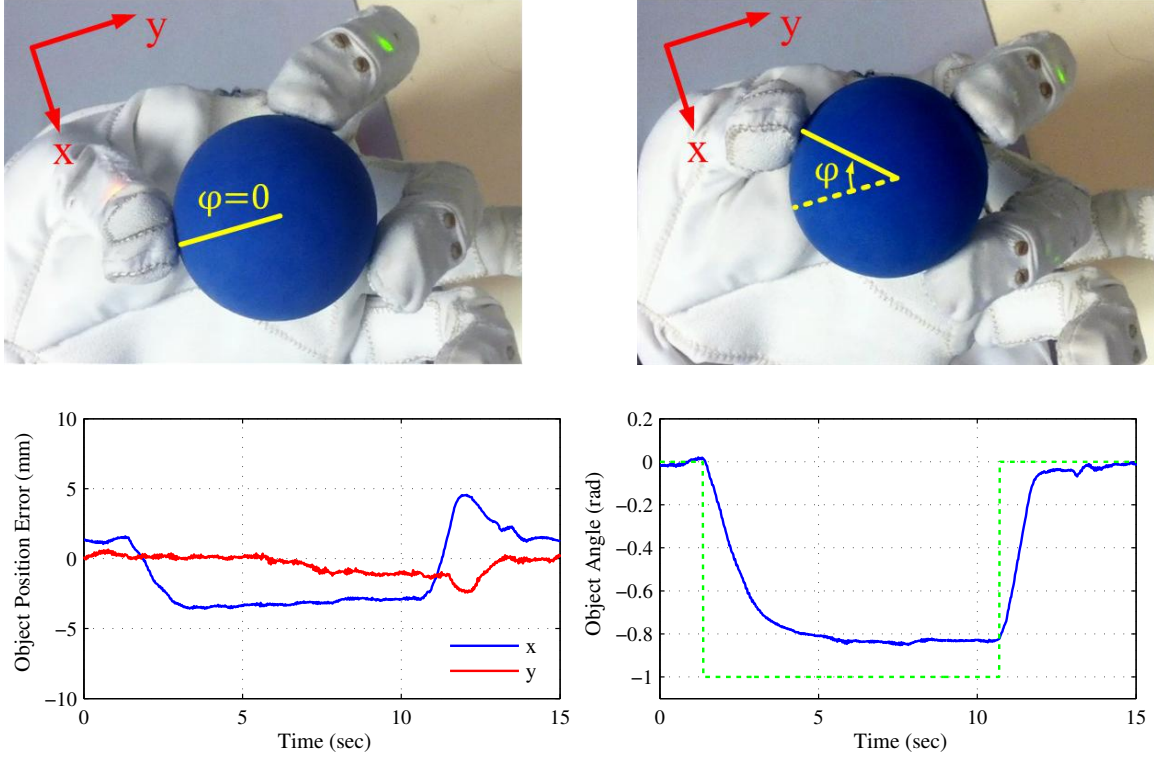 y
x
φ=0
y
x
φ
10
5
0
−5
−10
Object Position Error (mm)
x
y
0
5
10
15
Time (sec)
0.2
0
−0.2
−0.4
−0.6
−0.8
−1
Object Angle (rad)
0
5
10
15
Time (sec)